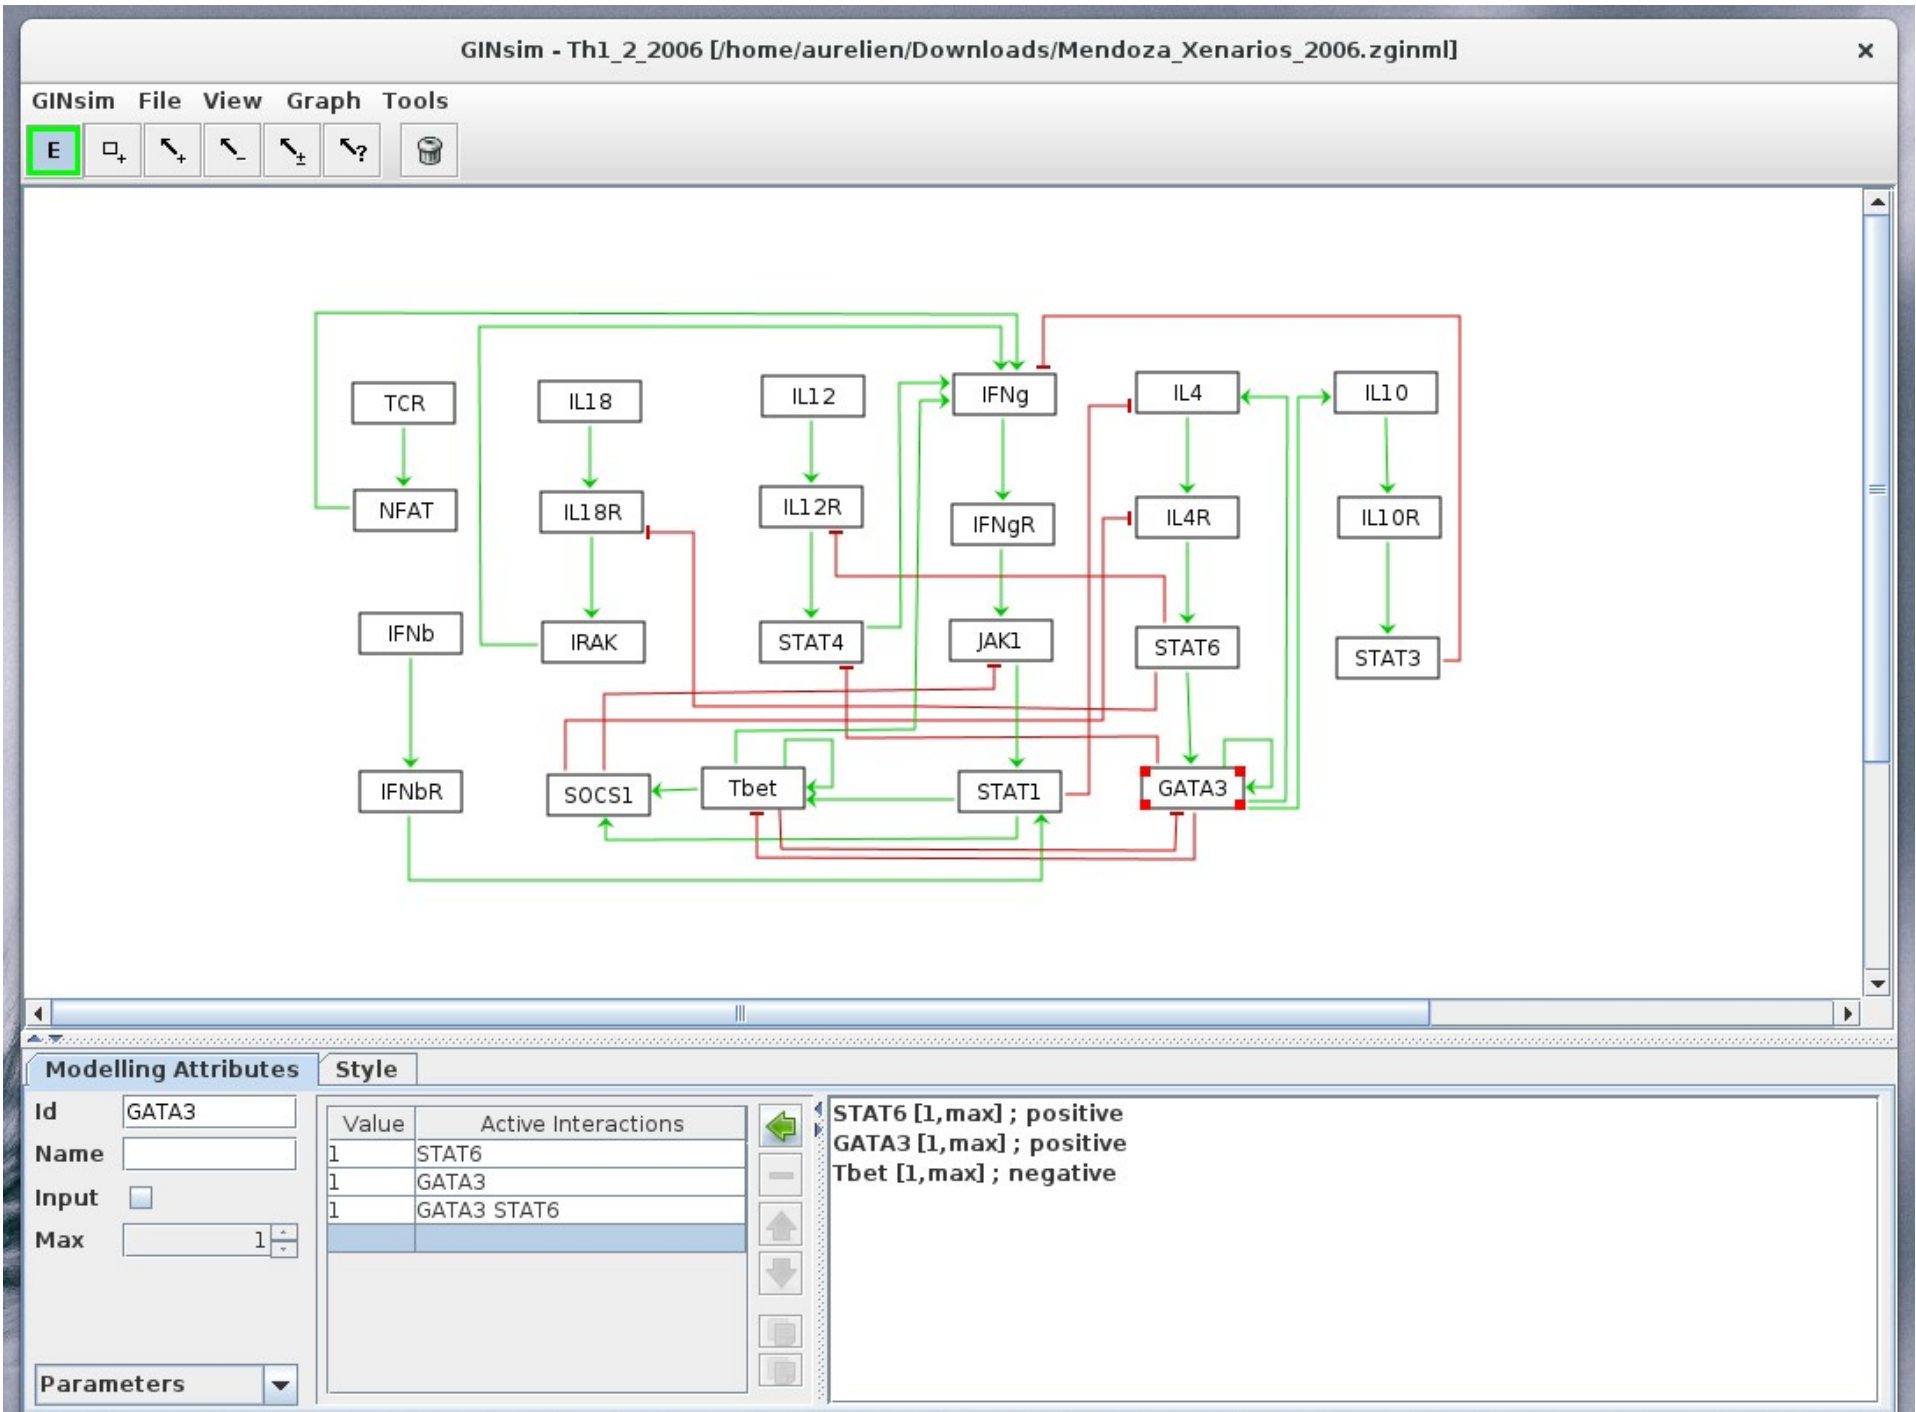 GINsim - Th1_2_2006 [/home/aurelien/Downloads/Mendoza_Xenarios_2006.zginml]
GINsim File View Graph Tools
E
TCR
IL18
IL12
IFNg
IL4
IL10
NFAT
IL18R
IL12R
IFNgR
IL4R
IL10R
IFNb
IRAK
STAT4
JAK1
STAT6
STAT3
IFNbR
SOCS1
Tbet
STAT1
GATA3
Modelling Attributes
Style
Id GATA3
Name
Input
Max 1
Parameters
Value Active Interactions
1 STAT6
1 GATA3
1 GATA3 STAT6
STAT6 [1,max] ; positive
GATA3 [1,max] ; positive
Tbet [1,max] ; negative